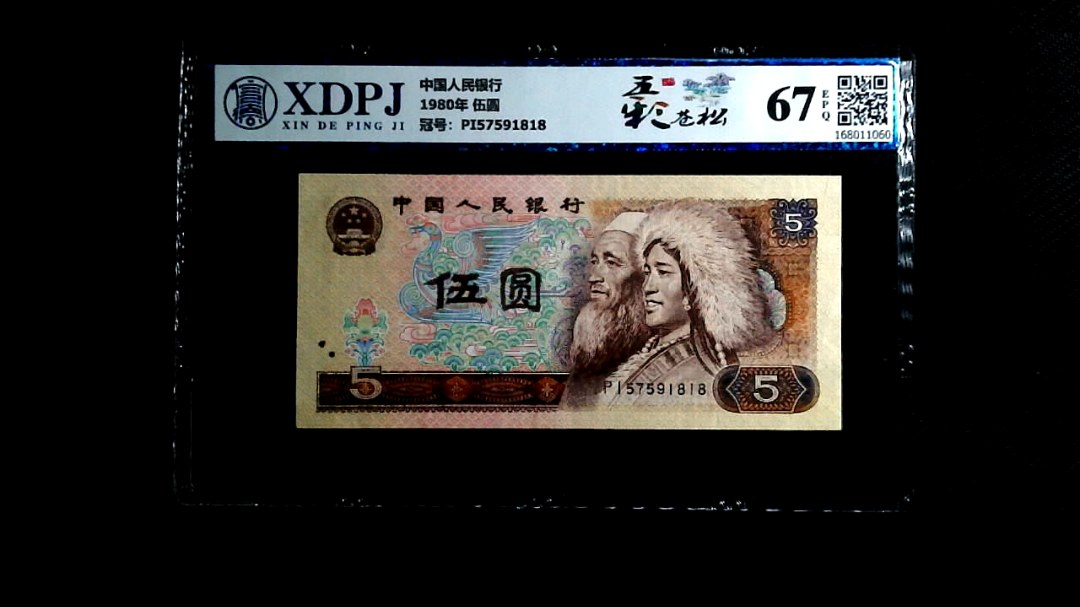 XDPJ
XIN DE PING JI
中国人民银行
1980年 伍圆
冠号：PI57591818
五彩苍松
67
EPQ
168011060
中国人民银行
5
伍圆
5
PI57591818
5